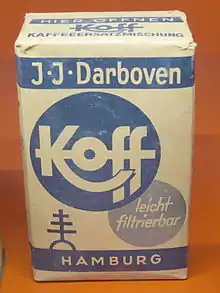 HIER ÖFFNEN
Koff
KAFFEEERSATZMISCHUNG
J·J·Darboven
Koff
leicht
filtrierbar
HAMBURG